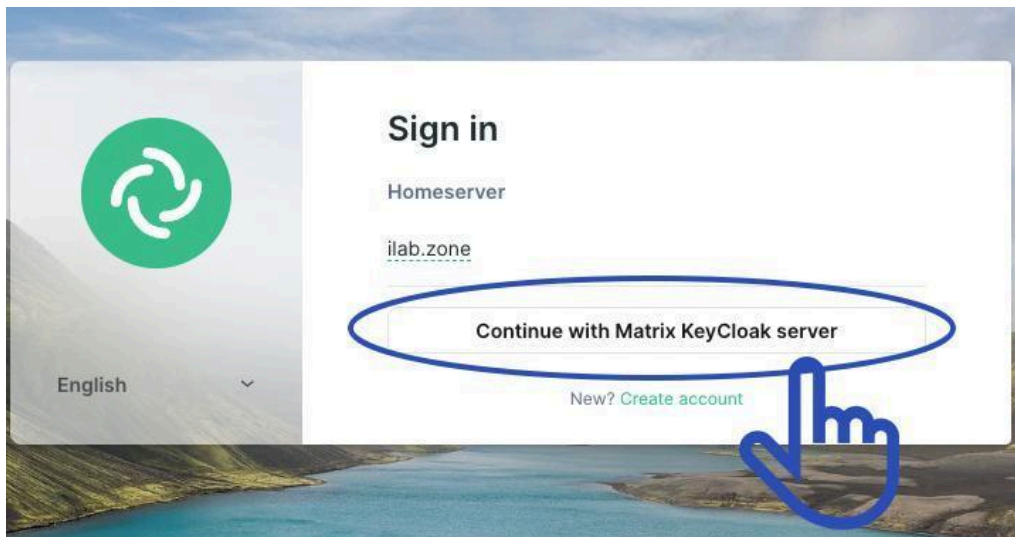 Sign in
Homeserver
ilab.zone
Continue with Matrix KeyCloak server
English
New? Create account